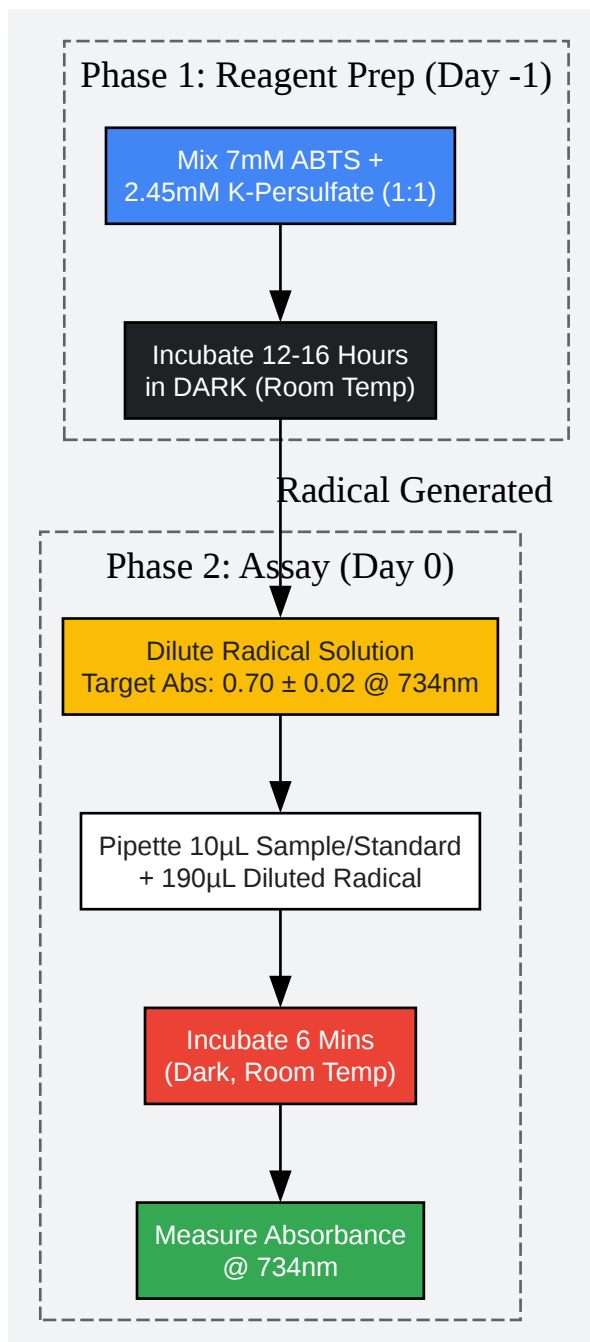 Phase 1: Reagent Prep (Day -1)
Mix 7mM ABTS +
2.45mM K-Persulfate (1:1)
Incubate 12-16 Hours
in DARK (Room Temp)
Radical Generated
Phase 2: Assay (Day 0)
Dilute Radical Solution
Target Abs: 0.70 ± 0.02 @ 734nm
Pipette 10µL Sample/Standard
+ 190µL Diluted Radical
Incubate 6 Mins
(Dark, Room Temp)
Measure Absorbance
@ 734nm